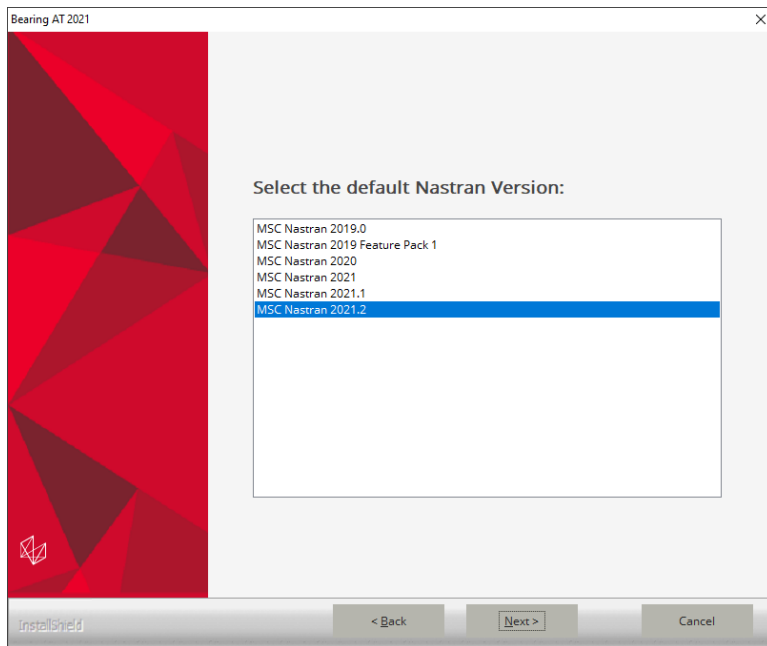 Bearing AT 2021
Select the default Nastran Version:
MSC Nastran 2019.0
MSC Nastran 2019 Feature Pack 1
MSC Nastran 2020
MSC Nastran 2021
MSC Nastran 2021.1
MSC Nastran 2021.2
InstallShield
< Back
Next >
Cancel